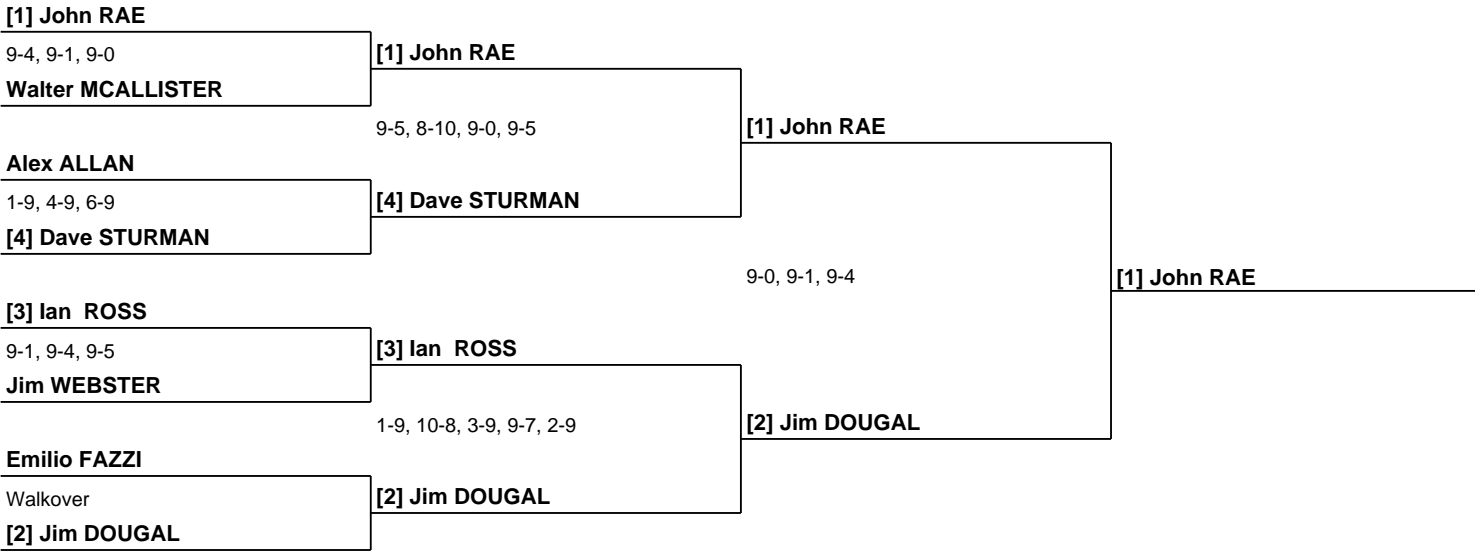 [1] John RAE
9-4, 9-1, 9-0
Walter MCALLISTER
Alex ALLAN
1-9, 4-9, 6-9
[4] Dave STURMAN
[3] Ian  ROSS
9-1, 9-4, 9-5
Jim WEBSTER
Emilio FAZZI
Walkover
[2] Jim DOUGAL
[1] John RAE
9-5, 8-10, 9-0, 9-5
[4] Dave STURMAN
[3] Ian  ROSS
1-9, 10-8, 3-9, 9-7, 2-9
[2] Jim DOUGAL
[1] John RAE
9-0, 9-1, 9-4
[2] Jim DOUGAL
[1] John RAE